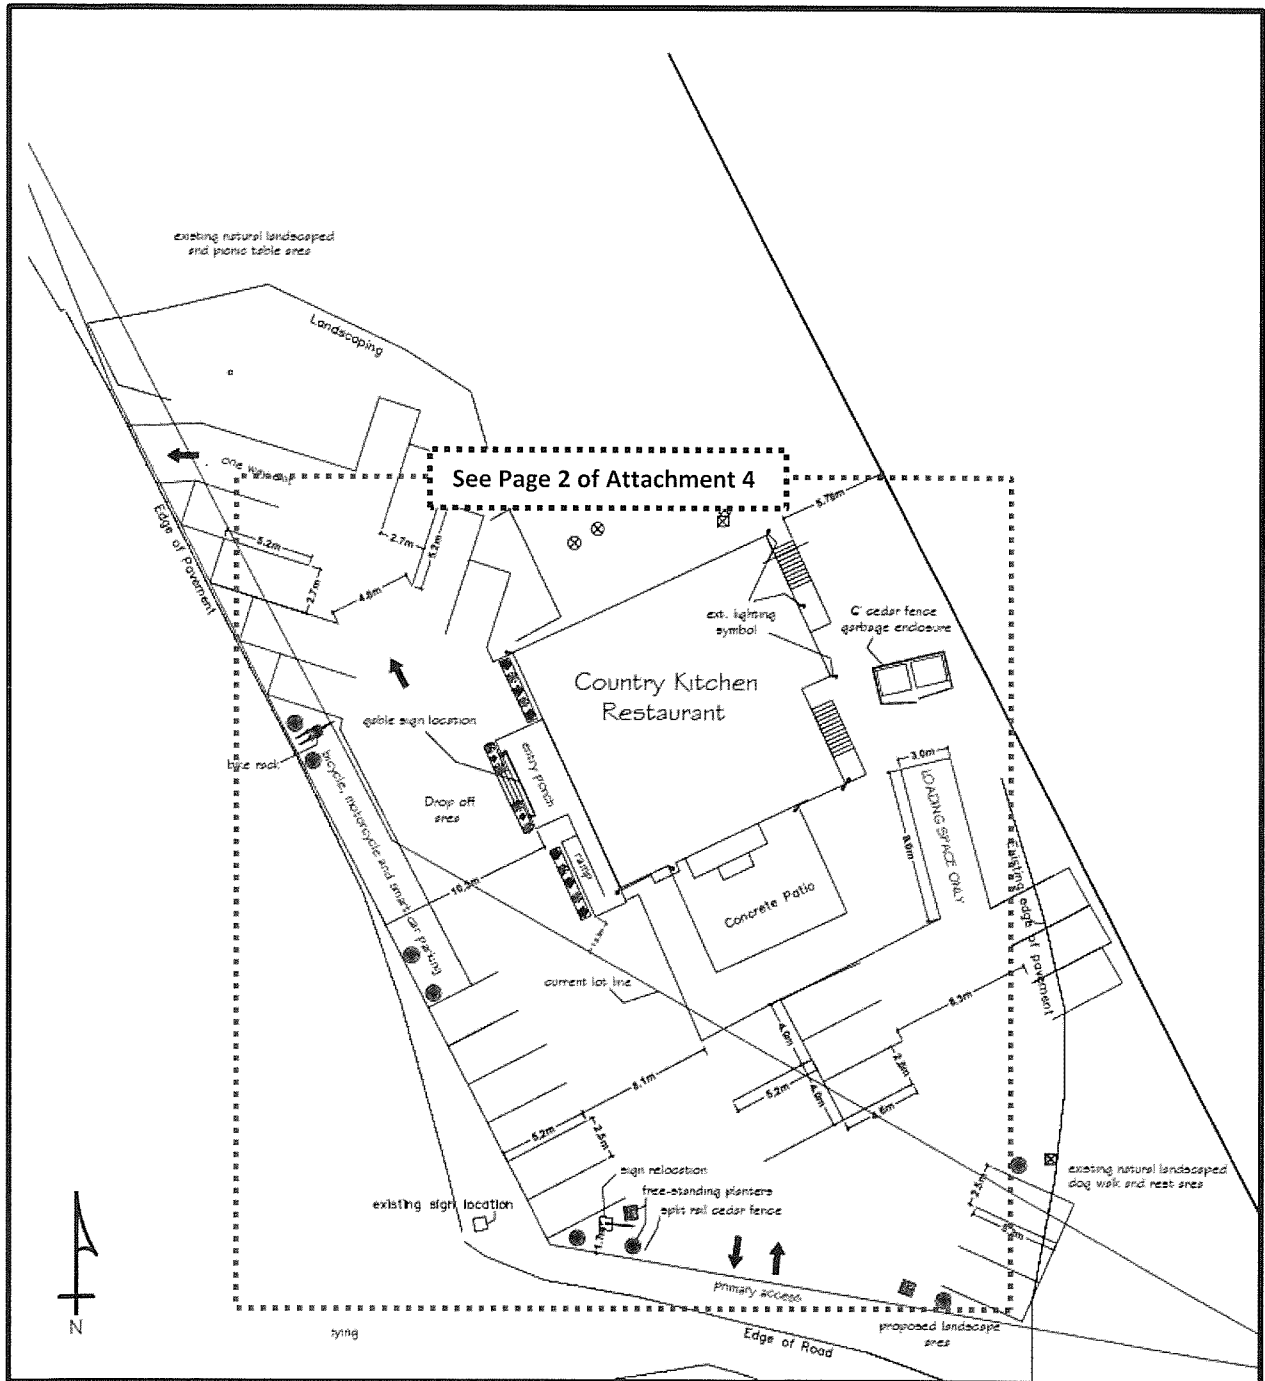 existing natural landscaped
and picnic table area
Landscaping
one way
See Page 2 of Attachment 4
5.78m
Edge of Pavement
5.2m
2.7m
2.7m
5.2m
4.8m
ext. lighting
symbol
6' cedar fence
garbage enclosure
Country Kitchen
Restaurant
gable sign location
entry porch
bike rack
bicycle, motorcycle and smart car parking
Drop off
area
3.0m
LOADING SPACE ONLY
9.0m
existing edge of pavement
ramp
Concrete Patio
current lot line
8.3m
4.0m
2.5m
5.2m
4.0m
4.6m
8.1m
5.2m
2.5m
sign relocation
free-standing planters
split rail cedar fence
existing sign location
existing natural landscaped
dog walk and rest area
2.5m
primary access
N
tying
Edge of Road
proposed landscape
area